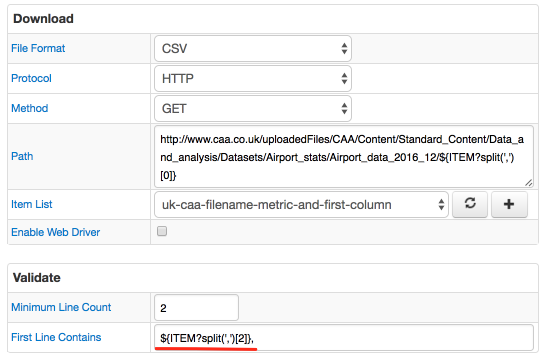 Download
File Format
CSV
Protocol
HTTP
Method
GET
Path
http://www.caa.co.uk/uploadedFiles/CAA/Content/Standard_Content/Data_a
nd_analysis/Datasets/Airport_stats/Airport_data_2016_12/${ITEM?split(',')
[0]}
Item List
uk-caa-filename-metric-and-first-column
Enable Web Driver
Validate
Minimum Line Count
2
First Line Contains
${ITEM?split(',')[2]},